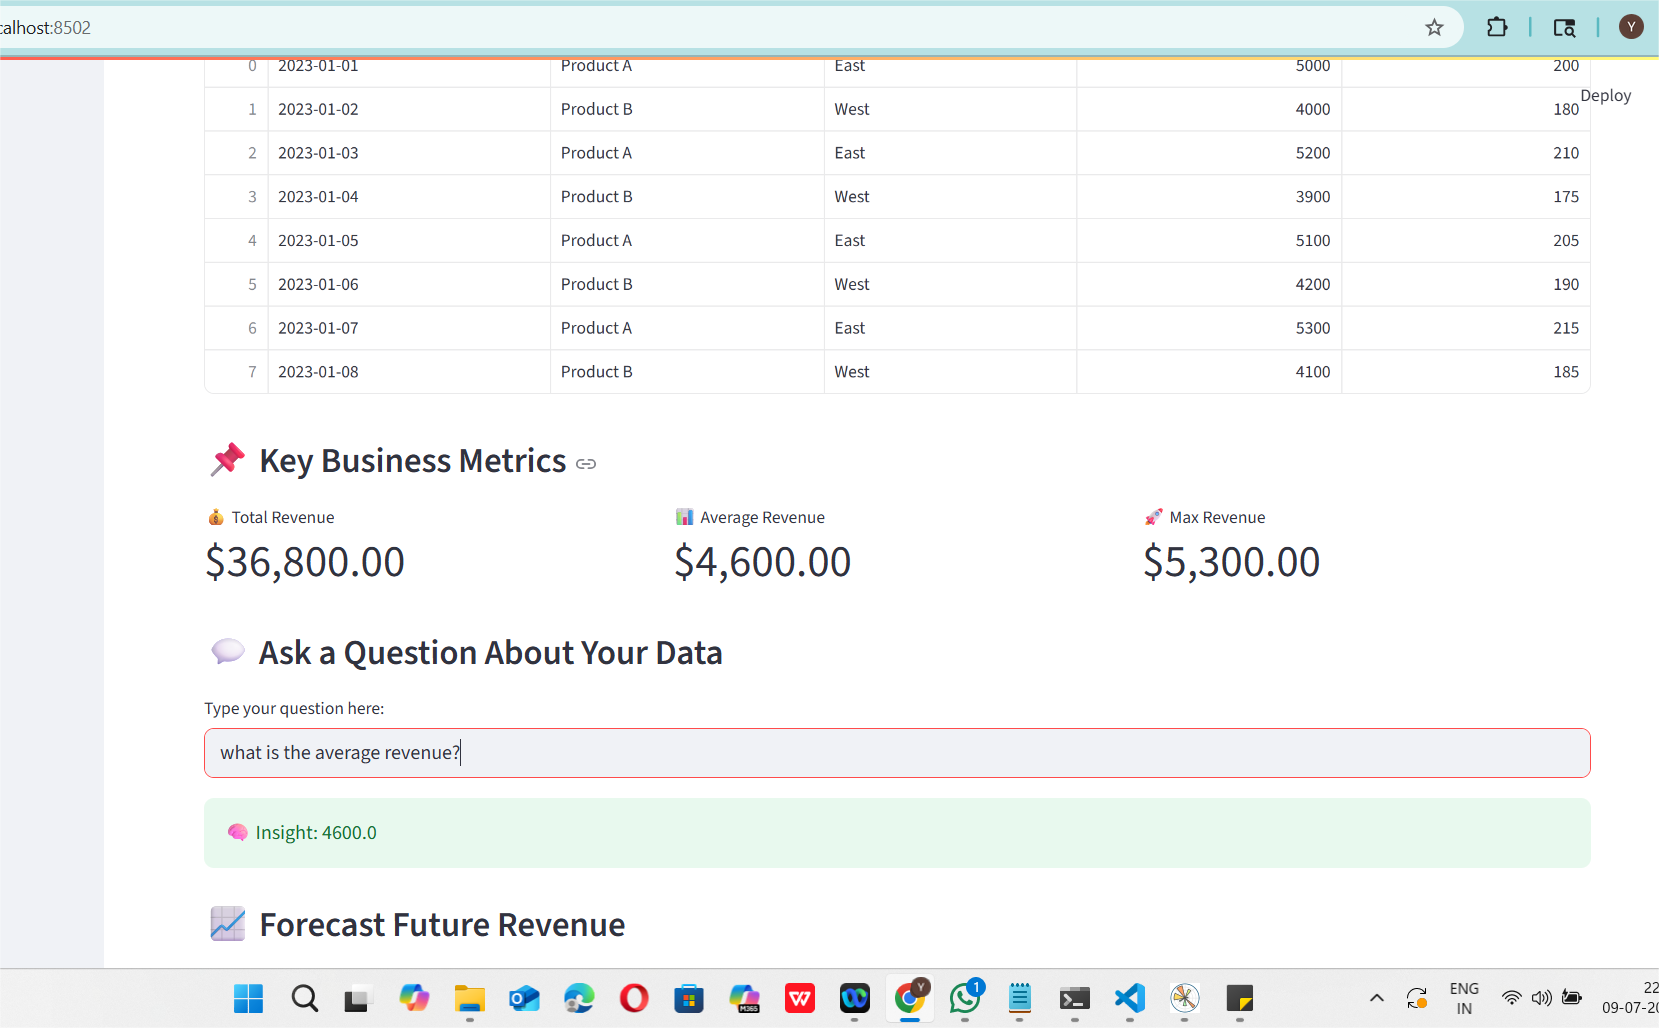 calhost:8502
Y
0 2023-01-01 Product A East 5000 200
Deploy
1 2023-01-02 Product B West 4000 180
2 2023-01-03 Product A East 5200 210
3 2023-01-04 Product B West 3900 175
4 2023-01-05 Product A East 5100 205
5 2023-01-06 Product B West 4200 190
6 2023-01-07 Product A East 5300 215
7 2023-01-08 Product B West 4100 185
📌 Key Business Metrics
💰 Total Revenue 📊 Average Revenue 🚀 Max Revenue
$36,800.00 $4,600.00 $5,300.00
💬 Ask a Question About Your Data
Type your question here:
what is the average revenue?
🧠 Insight: 4600.0
📈 Forecast Future Revenue
M365
Y
1
ENG
IN
22
09-07-20